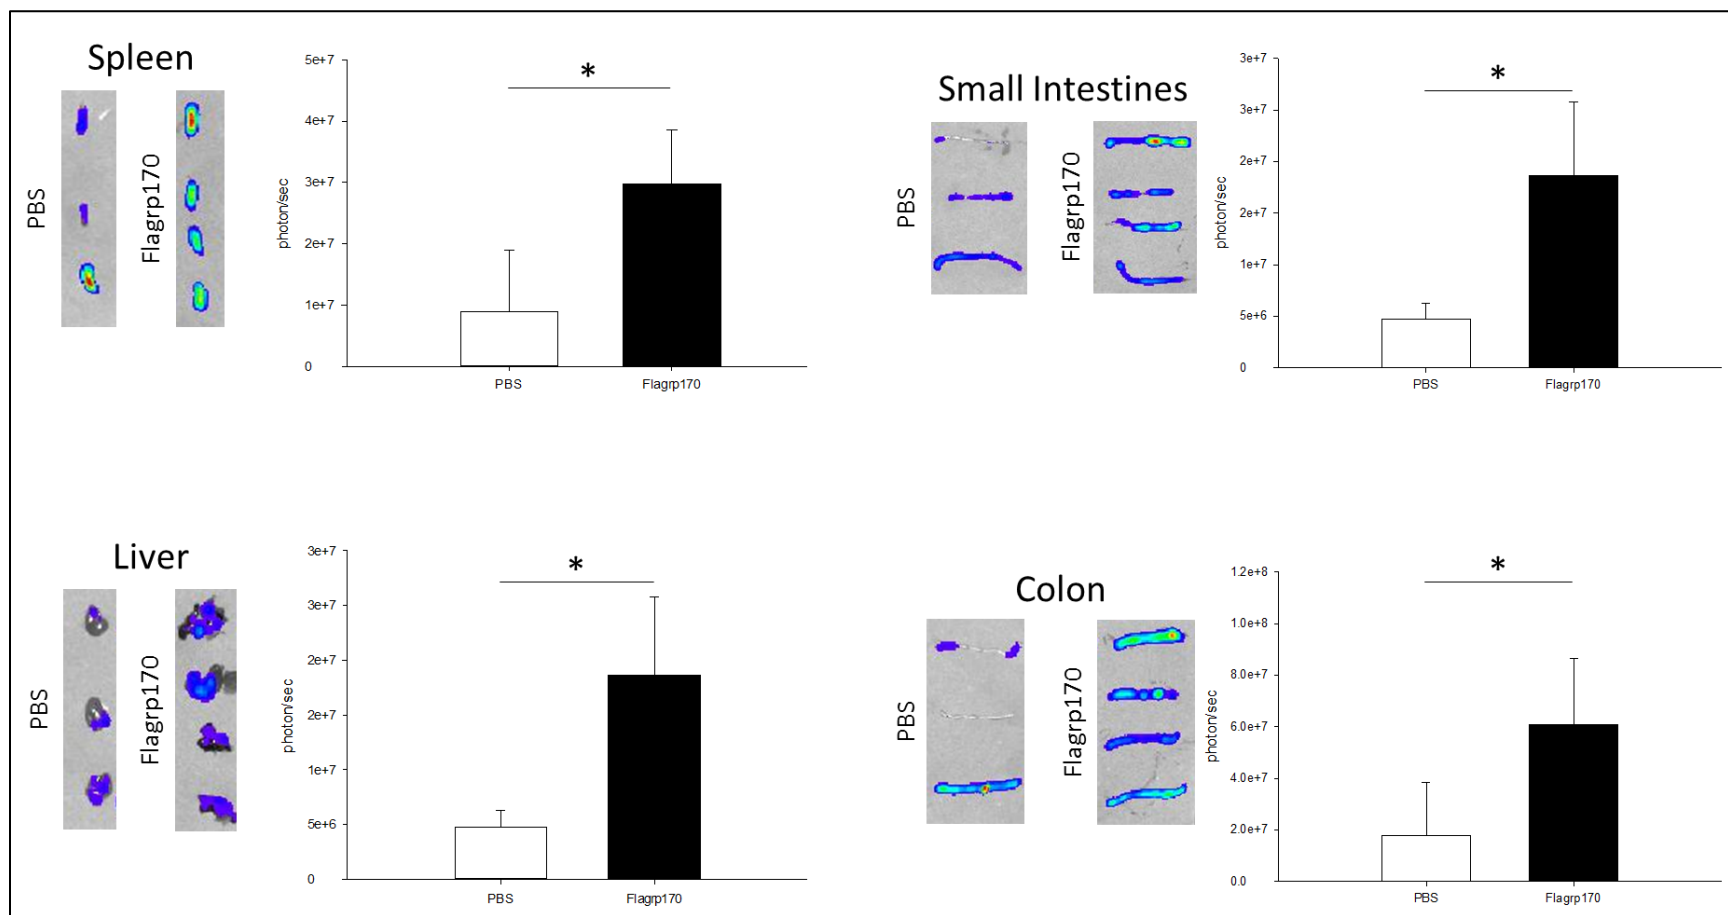 Spleen
PBS
Flagrp170
photon/sec
5e+7
4e+7
3e+7
2e+7
1e+7
0
*
PBS
Flagrp170
Small Intestines
PBS
Flagrp170
photon/sec
3e+7
3e+7
2e+7
2e+7
1e+7
5e+6
0
*
PBS
Flagrp170
Liver
PBS
Flagrp170
photon/sec
3e+7
3e+7
2e+7
2e+7
1e+7
5e+6
0
*
PBS
Flagrp170
Colon
PBS
Flagrp170
photon/sec
1.2e+8
1.0e+8
8.0e+7
6.0e+7
4.0e+7
2.0e+7
0.0
*
PBS
Flagrp170